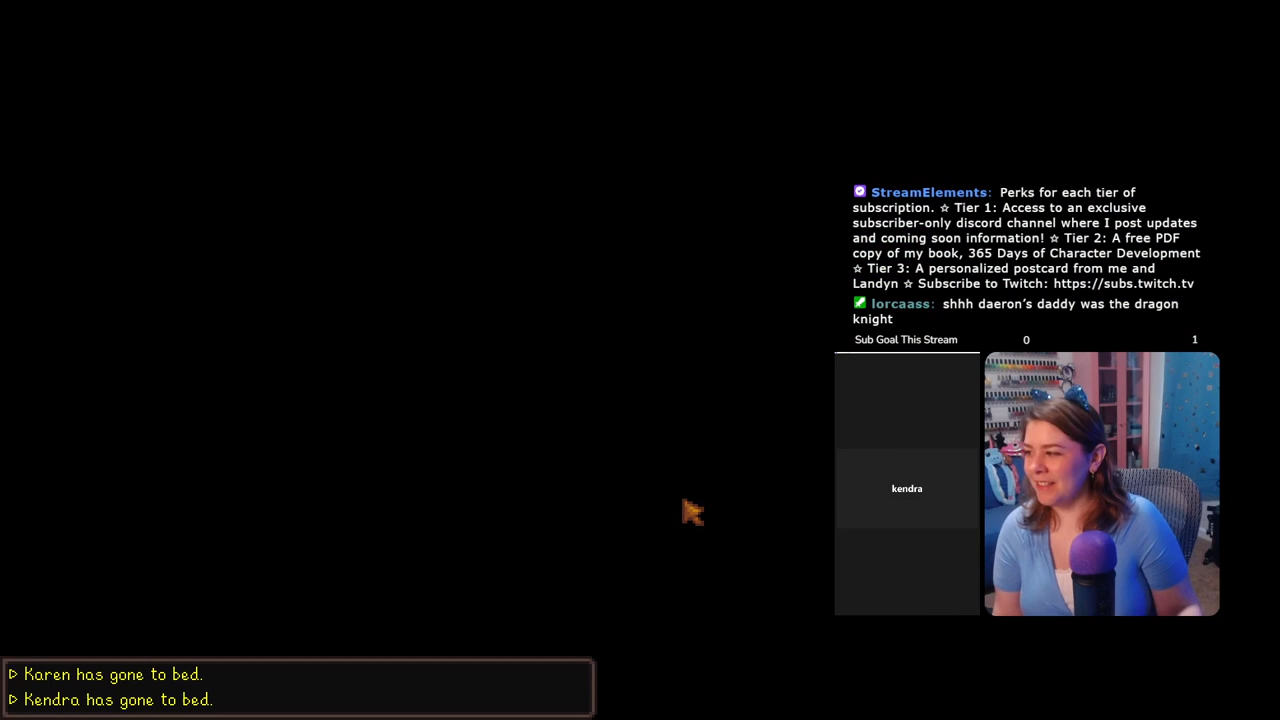 StreamElements: Perks for each tier of
subscription. ☆ Tier 1: Access to an exclusive
subscriber-only discord channel where I post updates
and coming soon information! ☆ Tier 2: A free PDF
copy of my book, 365 Days of Character Development
☆ Tier 3: A personalized postcard from me and
Landyn ☆ Subscribe to Twitch: https://subs.twitch.tv
lorcaass: shhh daeron's daddy was the dragon
knight
Sub Goal This Stream 0 1
kendra
Karen has gone to bed.
Kendra has gone to bed.